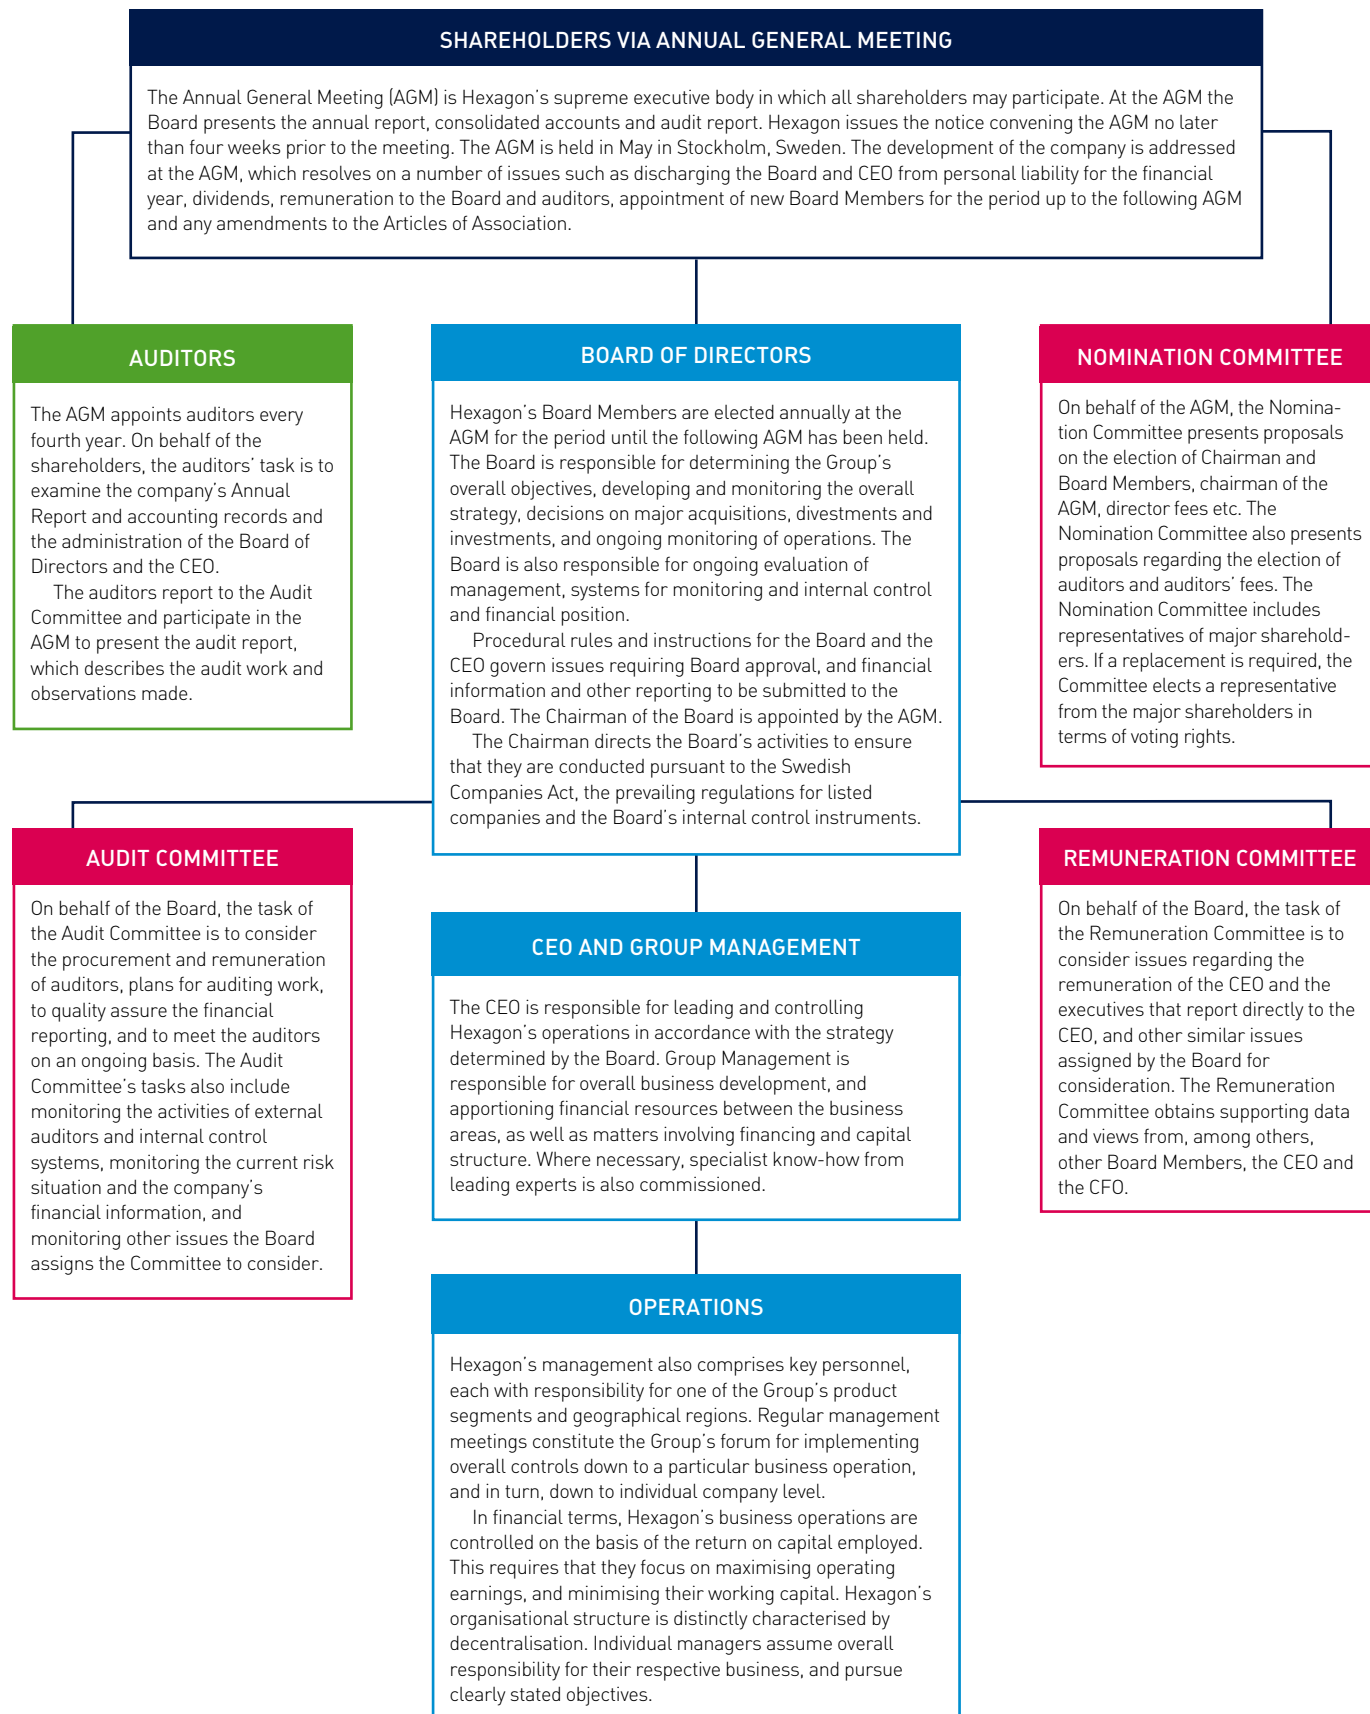 SHAREHOLDERS VIA ANNUAL GENERAL MEETING
The Annual General Meeting (AGM) is Hexagon's supreme executive body in which all shareholders may participate. At the AGM the
Board presents the annual report, consolidated accounts and audit report. Hexagon issues the notice convening the AGM no later
than four weeks prior to the meeting. The AGM is held in May in Stockholm, Sweden. The development of the company is addressed
at the AGM, which resolves on a number of issues such as discharging the Board and CEO from personal liability for the financial
year, dividends, remuneration to the Board and auditors, appointment of new Board Members for the period up to the following AGM
and any amendments to the Articles of Association.
AUDITORS
The AGM appoints auditors every
fourth year. On behalf of the
shareholders, the auditors' task is to
examine the company's Annual
Report and accounting records and
the administration of the Board of
Directors and the CEO.
The auditors report to the Audit
Committee and participate in the
AGM to present the audit report,
which describes the audit work and
observations made.
BOARD OF DIRECTORS
Hexagon's Board Members are elected annually at the
AGM for the period until the following AGM has been held.
The Board is responsible for determining the Group's
overall objectives, developing and monitoring the overall
strategy, decisions on major acquisitions, divestments and
investments, and ongoing monitoring of operations. The
Board is also responsible for ongoing evaluation of
management, systems for monitoring and internal control
and financial position.
Procedural rules and instructions for the Board and the
CEO govern issues requiring Board approval, and financial
information and other reporting to be submitted to the
Board. The Chairman of the Board is appointed by the AGM.
The Chairman directs the Board's activities to ensure
that they are conducted pursuant to the Swedish
Companies Act, the prevailing regulations for listed
companies and the Board's internal control instruments.
NOMINATION COMMITTEE
On behalf of the AGM, the Nomina-
tion Committee presents proposals
on the election of Chairman and
Board Members, chairman of the
AGM, director fees etc. The
Nomination Committee also presents
proposals regarding the election of
auditors and auditors' fees. The
Nomination Committee includes
representatives of major sharehold-
ers. If a replacement is required, the
Committee elects a representative
from the major shareholders in
terms of voting rights.
AUDIT COMMITTEE
On behalf of the Board, the task of
the Audit Committee is to consider
the procurement and remuneration
of auditors, plans for auditing work,
to quality assure the financial
reporting, and to meet the auditors
on an ongoing basis. The Audit
Committee's tasks also include
monitoring the activities of external
auditors and internal control
systems, monitoring the current risk
situation and the company's
financial information, and
monitoring other issues the Board
assigns the Committee to consider.
CEO AND GROUP MANAGEMENT
The CEO is responsible for leading and controlling
Hexagon's operations in accordance with the strategy
determined by the Board. Group Management is
responsible for overall business development, and
apportioning financial resources between the business
areas, as well as matters involving financing and capital
structure. Where necessary, specialist know-how from
leading experts is also commissioned.
REMUNERATION COMMITTEE
On behalf of the Board, the task of
the Remuneration Committee is to
consider issues regarding the
remuneration of the CEO and the
executives that report directly to the
CEO, and other similar issues
assigned by the Board for
consideration. The Remuneration
Committee obtains supporting data
and views from, among others,
other Board Members, the CEO and
the CFO.
OPERATIONS
Hexagon's management also comprises key personnel,
each with responsibility for one of the Group's product
segments and geographical regions. Regular management
meetings constitute the Group's forum for implementing
overall controls down to a particular business operation,
and in turn, down to individual company level.
In financial terms, Hexagon's business operations are
controlled on the basis of the return on capital employed.
This requires that they focus on maximising operating
earnings, and minimising their working capital. Hexagon's
organisational structure is distinctly characterised by
decentralisation. Individual managers assume overall
responsibility for their respective business, and pursue
clearly stated objectives.